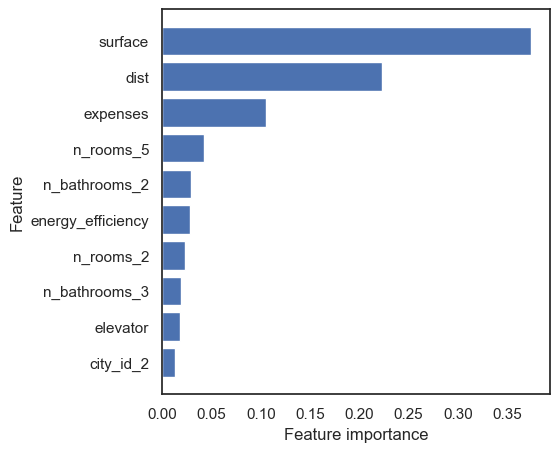 surface
dist
expenses
n_rooms_5
n_bathrooms_2
energy_efficiency
n_rooms_2
n_bathrooms_3
elevator
city_id_2
Feature
0.00 0.05 0.10 0.15 0.20 0.25 0.30 0.35
Feature importance